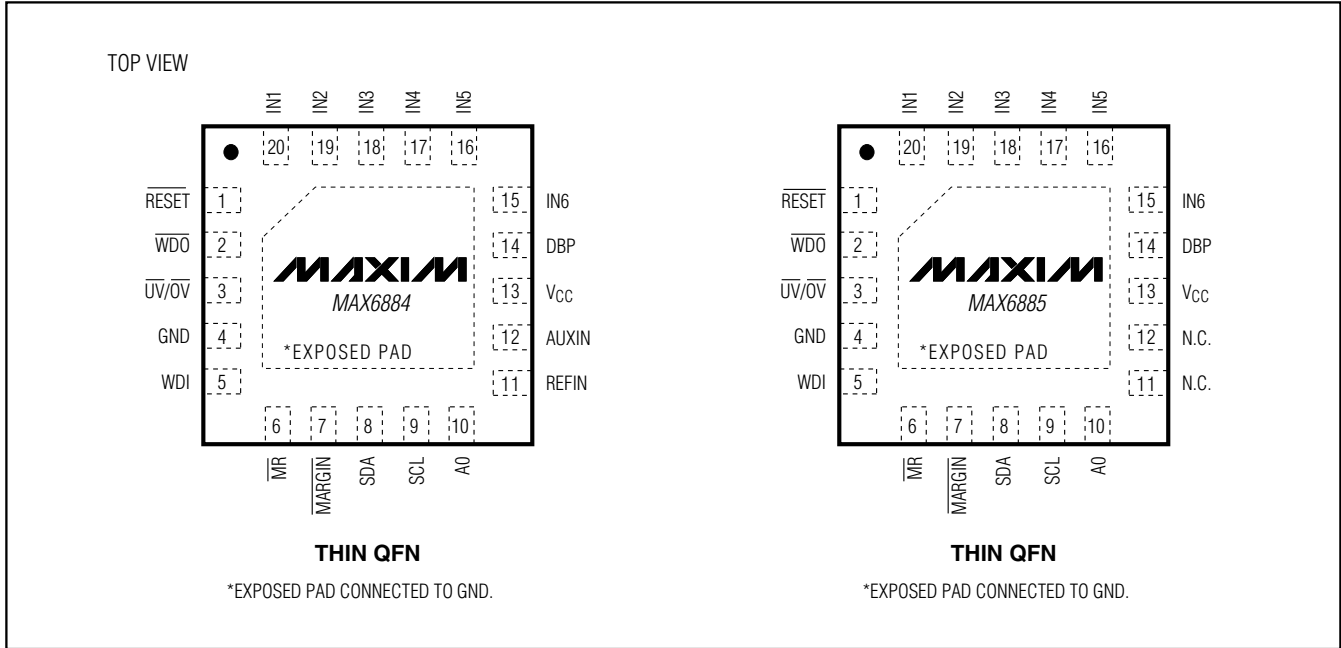 TOP VIEW
IN1 IN2 IN3 IN4 IN5
20 19 18 17 16
RESET 1
WDO 2
UV/OV 3
GND 4
WDI 5
15 IN6
14 DBP
13 VCC
12 AUXIN
11 REFIN
MAXIM
MAX6884
*EXPOSED PAD
6 7 8 9 10
MR MARGIN SDA SCL A0
THIN QFN
*EXPOSED PAD CONNECTED TO GND.
IN1 IN2 IN3 IN4 IN5
20 19 18 17 16
RESET 1
WDO 2
UV/OV 3
GND 4
WDI 5
15 IN6
14 DBP
13 VCC
12 N.C.
11 N.C.
MAXIM
MAX6885
*EXPOSED PAD
6 7 8 9 10
MR MARGIN SDA SCL A0
THIN QFN
*EXPOSED PAD CONNECTED TO GND.